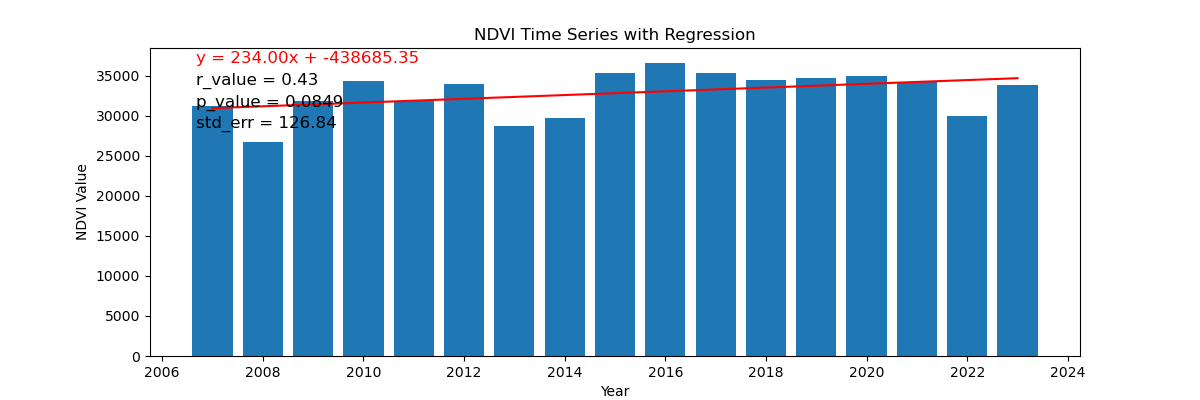 NDVI Time Series with Regression
y = 234.00x + -438685.35
r_value = 0.43
p_value = 0.0849
std_err = 126.84
NDVI Value
35000
30000
25000
20000
15000
10000
5000
0
2006 2008 2010 2012 2014 2016 2018 2020 2022 2024
Year